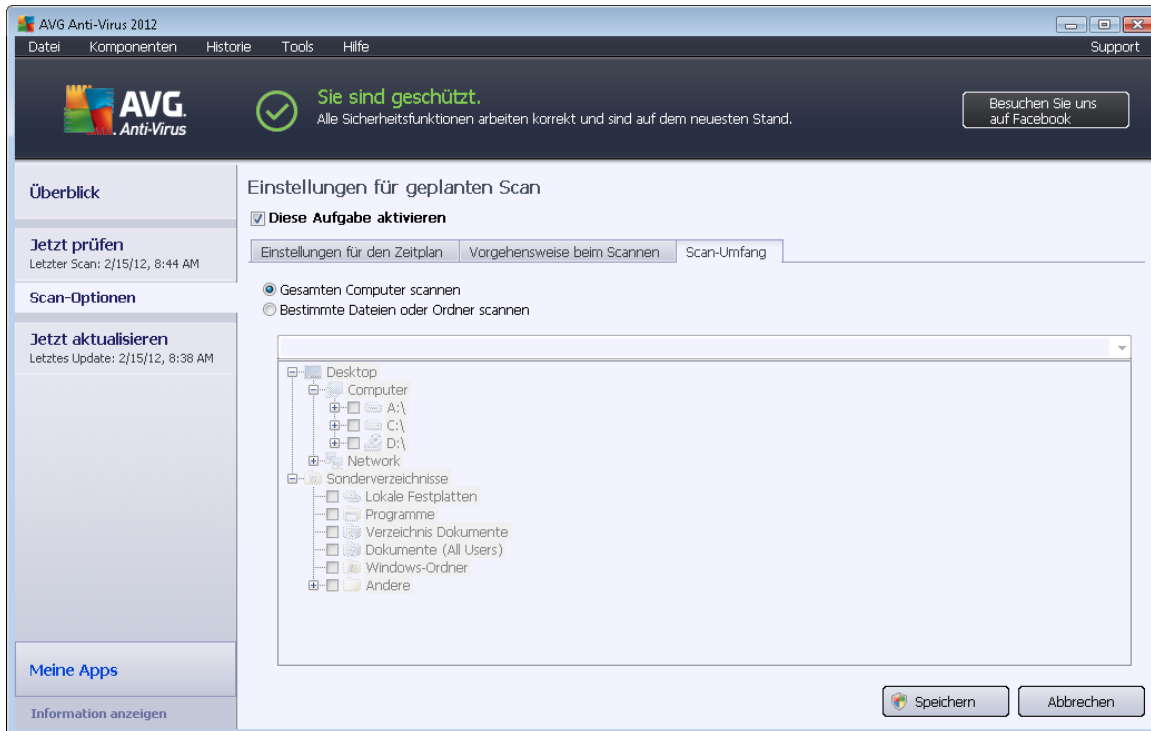 AVG Anti-Virus 2012
Datei Komponenten Historie Tools Hilfe Support
AVG.
Anti-Virus
Sie sind geschützt.
Alle Sicherheitsfunktionen arbeiten korrekt und sind auf dem neuesten Stand.
Besuchen Sie uns
auf Facebook
Überblick
Jetzt prüfen
Letzter Scan: 2/15/12, 8:44 AM
Scan-Optionen
Jetzt aktualisieren
Letztes Update: 2/15/12, 8:38 AM
Meine Apps
Information anzeigen
Einstellungen für geplanten Scan
Diese Aufgabe aktivieren
Einstellungen für den Zeitplan Vorgehensweise beim Scannen Scan-Umfang
Gesamten Computer scannen
Bestimmte Dateien oder Ordner scannen
Desktop
Computer
A:\
C:\
D:\
Network
Sonderverzeichnisse
Lokale Festplatten
Programme
Verzeichnis Dokumente
Dokumente (All Users)
Windows-Ordner
Andere
Speichern Abbrechen